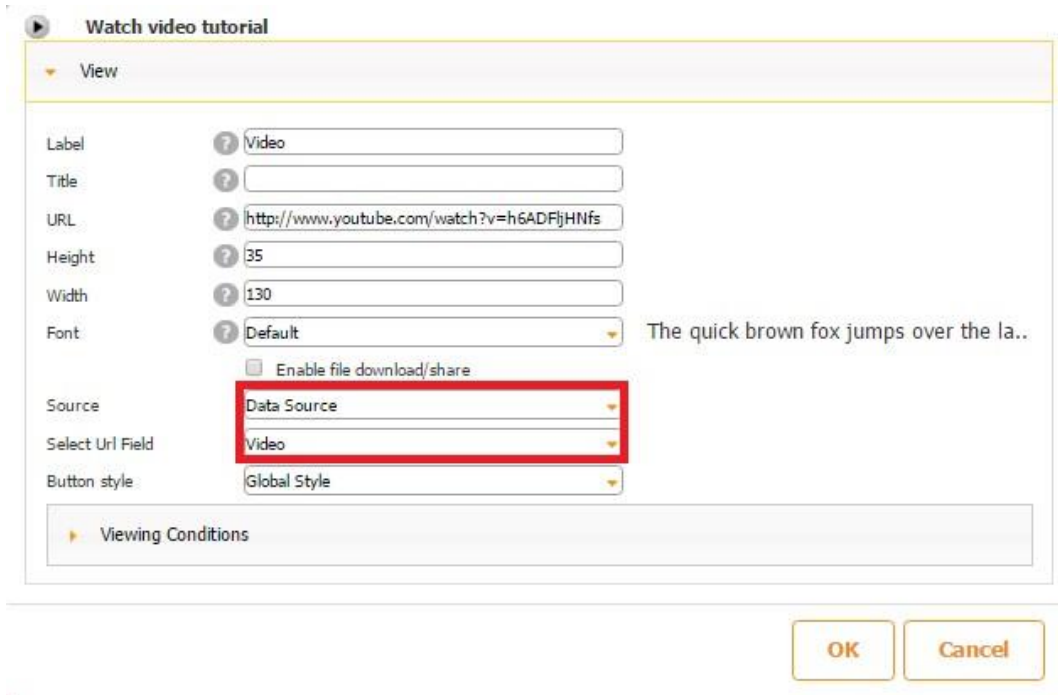 Watch video tutorial
View
Label ? Video
Title ?
URL ? http://www.youtube.com/watch?v=h6ADFljHNfs
Height ? 35
Width ? 130
Font ? Default The quick brown fox jumps over the la..
Enable file download/share
Source Data Source
Select Url Field Video
Button style Global Style
Viewing Conditions
OK Cancel